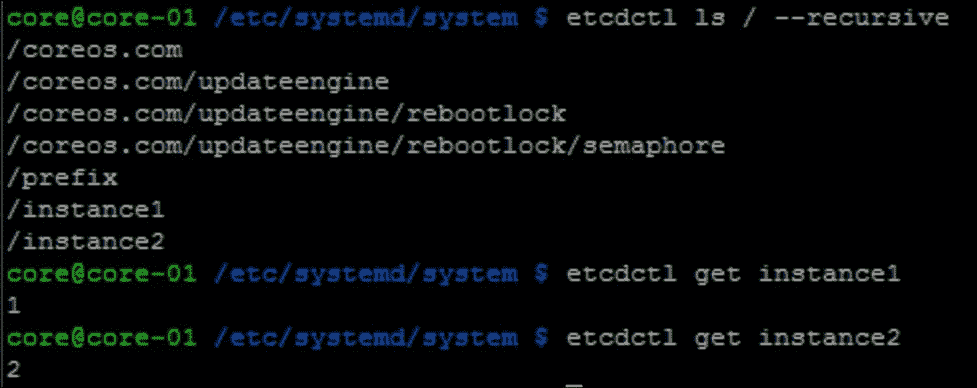 core@core-01 /etc/systemd/system $ etcdctl ls / --recursive
/coreos.com
/coreos.com/updateengine
/coreos.com/updateengine/rebootlock
/coreos.com/updateengine/rebootlock/semaphore
/prefix
/instance1
/instance2
core@core-01 /etc/systemd/system $ etcdctl get instance1
1
core@core-01 /etc/systemd/system $ etcdctl get instance2
2